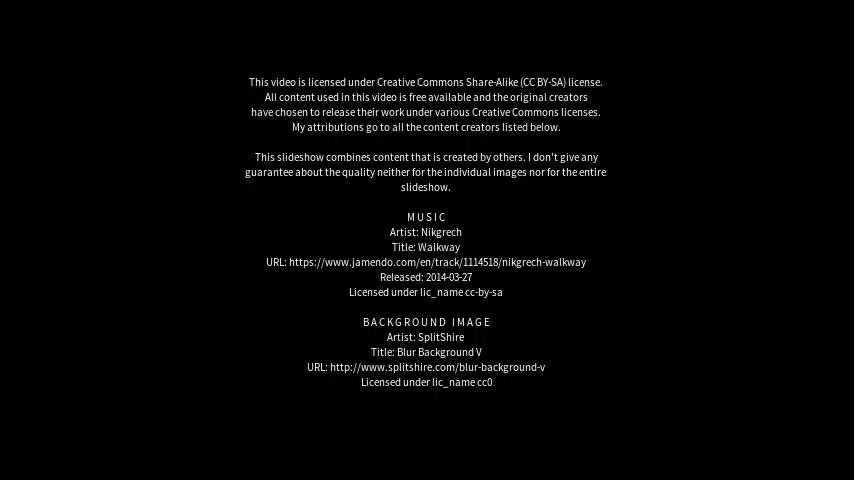 This video is licensed under Creative Commons Share-Alike (CC BY-SA) license.
All content used in this video is free available and the original creators
have chosen to release their work under various Creative Commons licenses.
My attributions go to all the content creators listed below.
This slideshow combines content that is created by others. I don't give any
guarantee about the quality neither for the individual images nor for the entire
slideshow.
MUSIC
Artist: Nikgrech
Title: Walkway
URL: https://www.jamendo.com/en/track/1114518/nikgrech-walkway
Released: 2014-03-27
Licensed under lic_name cc-by-sa
BACKGROUND IMAGE
Artist: SplitShire
Title: Blur Background V
URL: http://www.splitshire.com/blur-background-v
Licensed under lic_name cc0